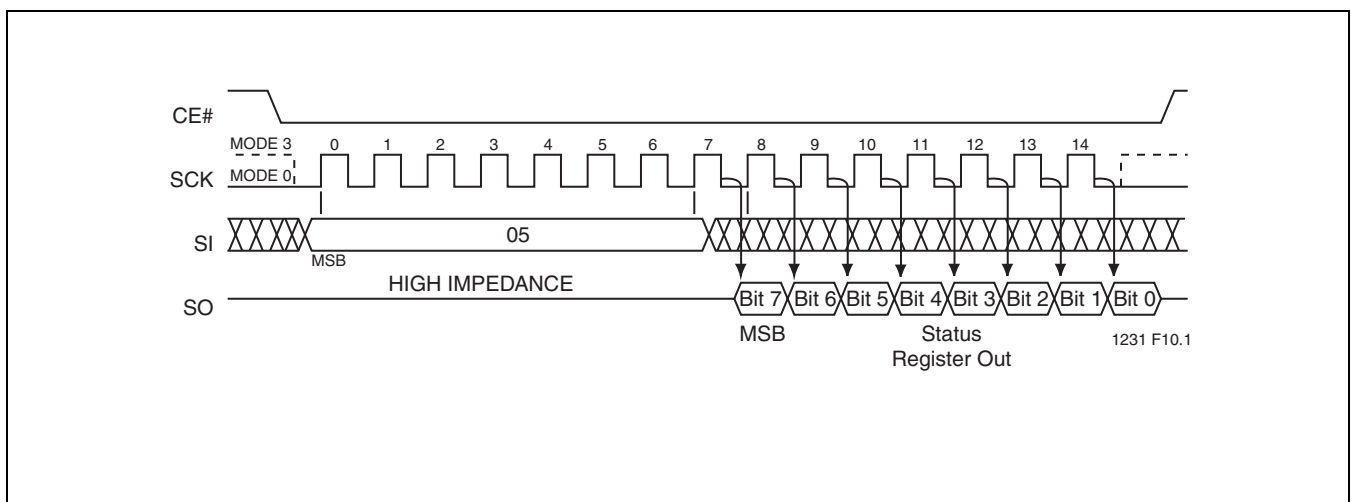 CE#
MODE 3
0 1 2 3 4 5 6 7 8 9 10 11 12 13 14
SCK
MODE 0
SI
05
MSB
HIGH IMPEDANCE
SO
Bit 7 Bit 6 Bit 5 Bit 4 Bit 3 Bit 2 Bit 1 Bit 0
MSB
Status
Register Out
1231 F10.1